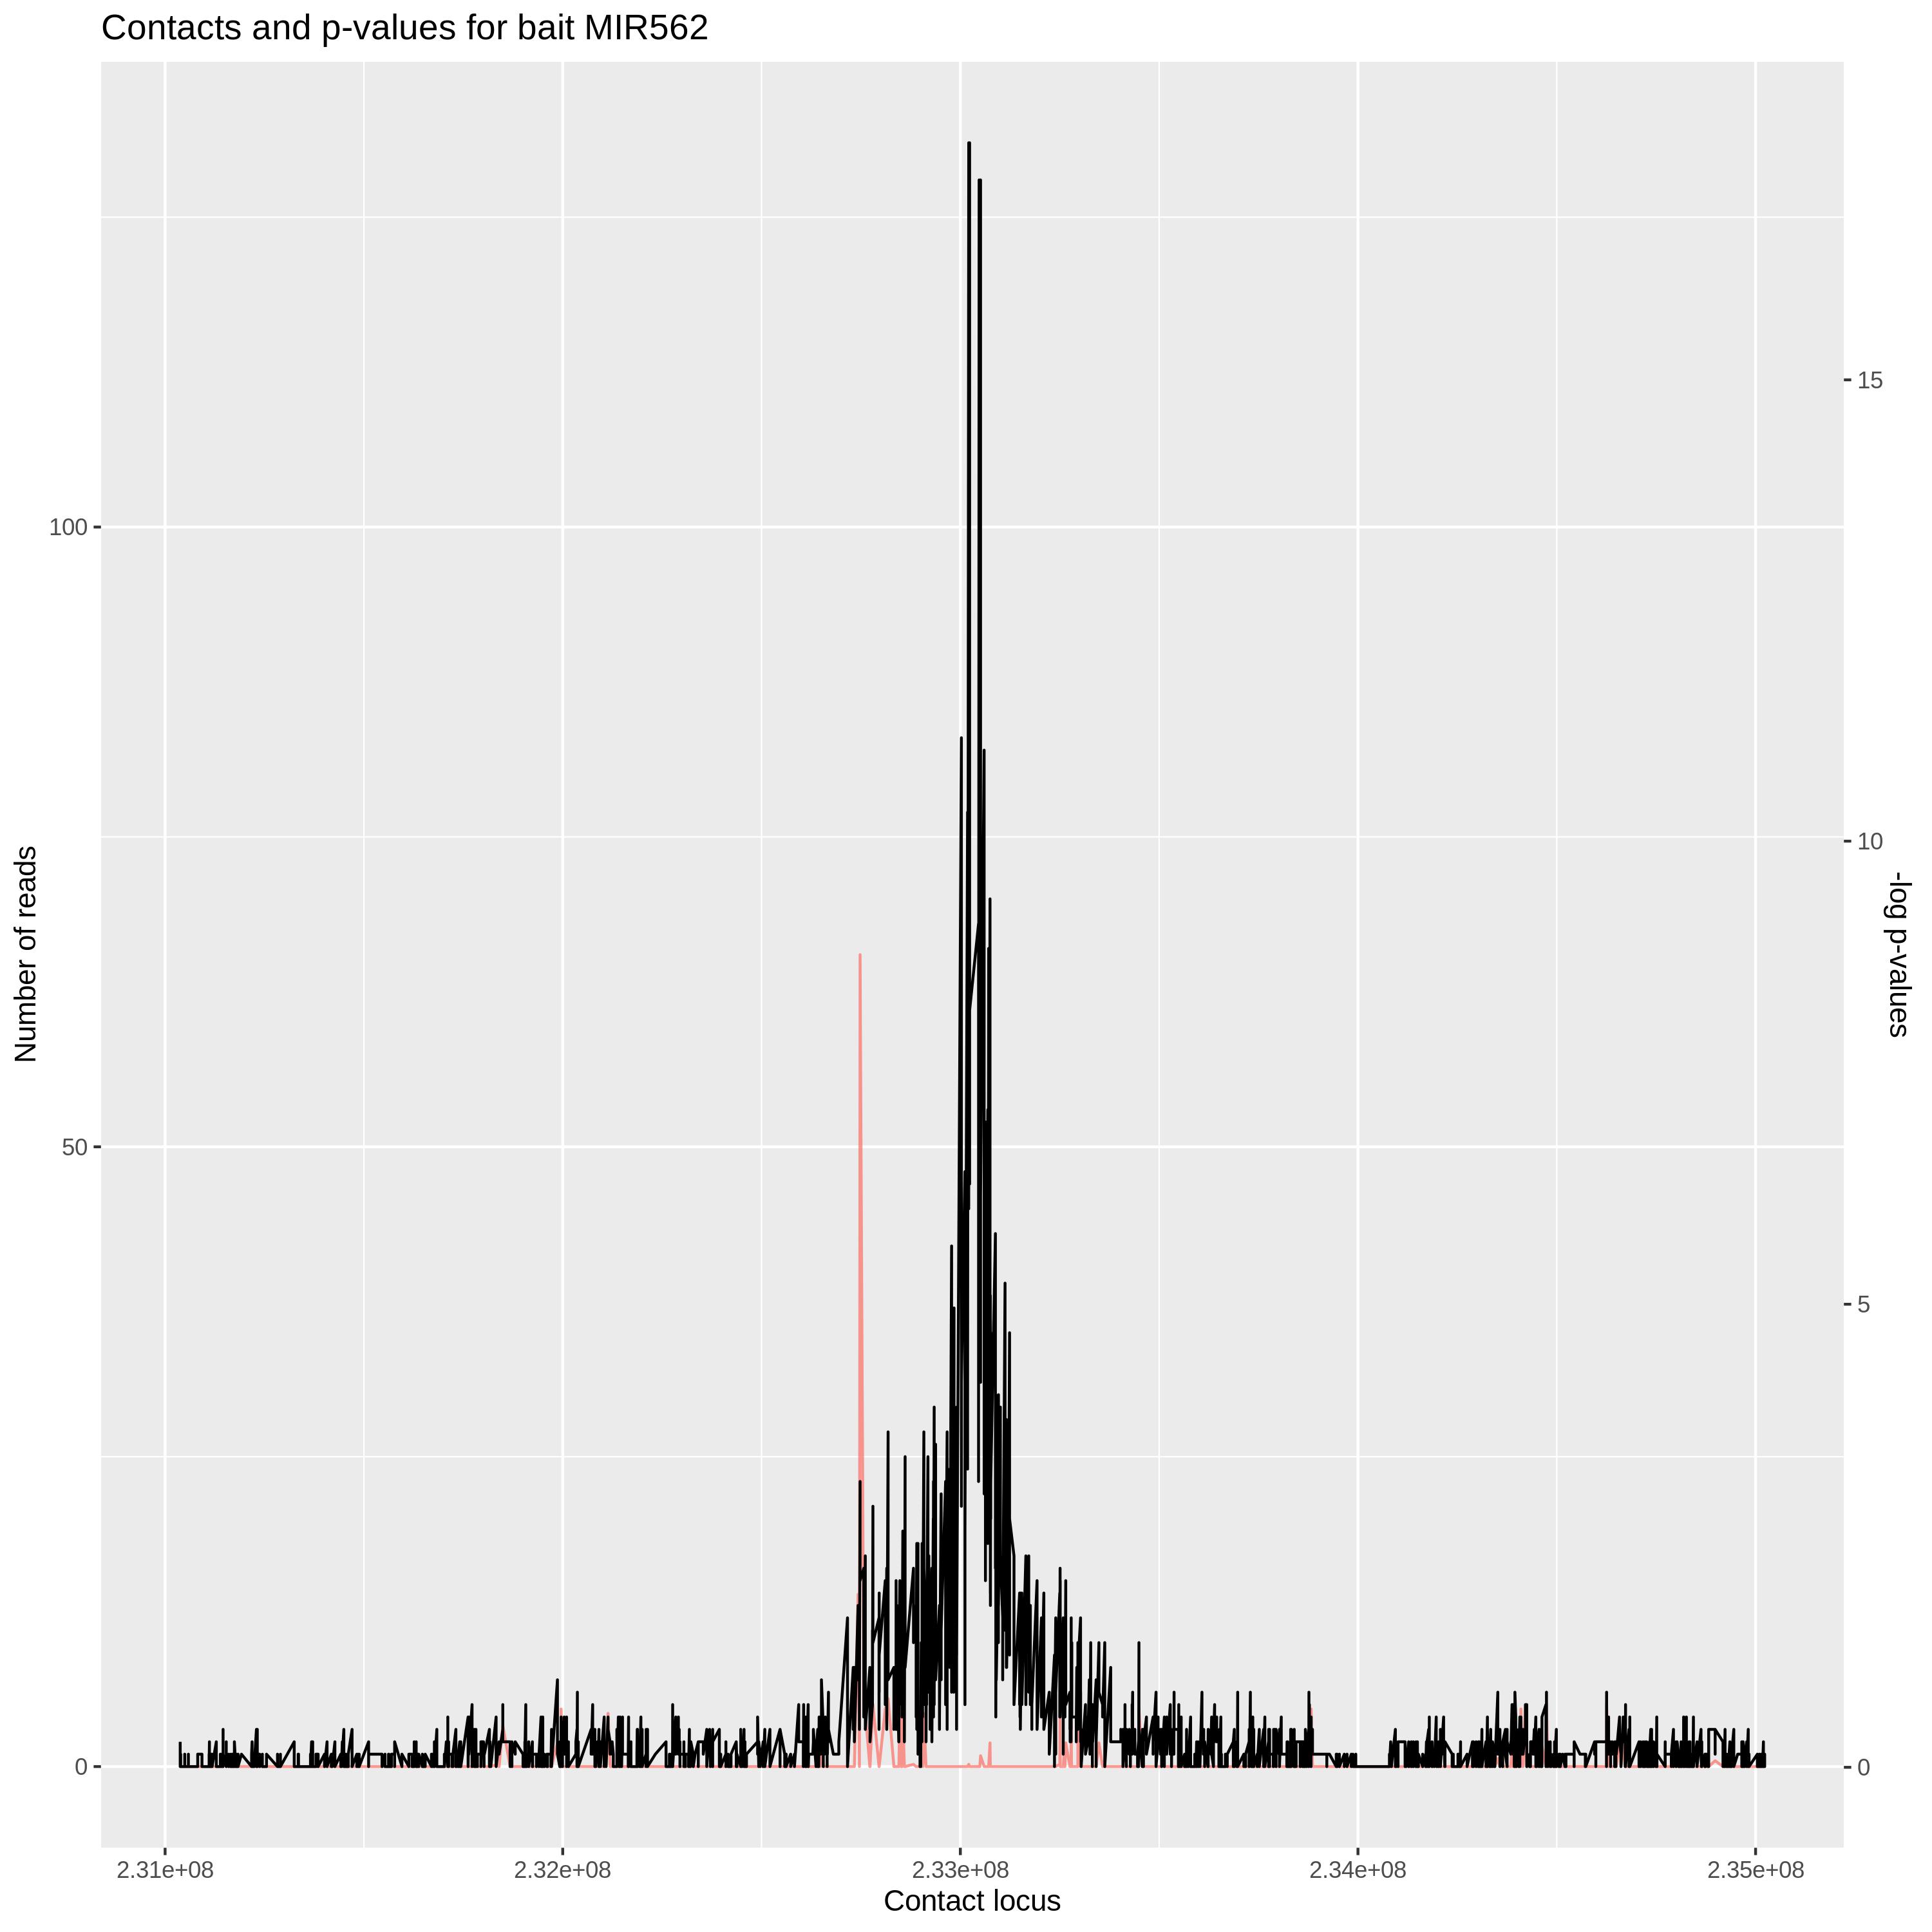 Contacts and p-values for bait MIR562
Number of reads
100
50
0
15
10
5
0
-log p-values
2.31e+08
2.32e+08
2.33e+08
2.34e+08
2.35e+08
Contact locus